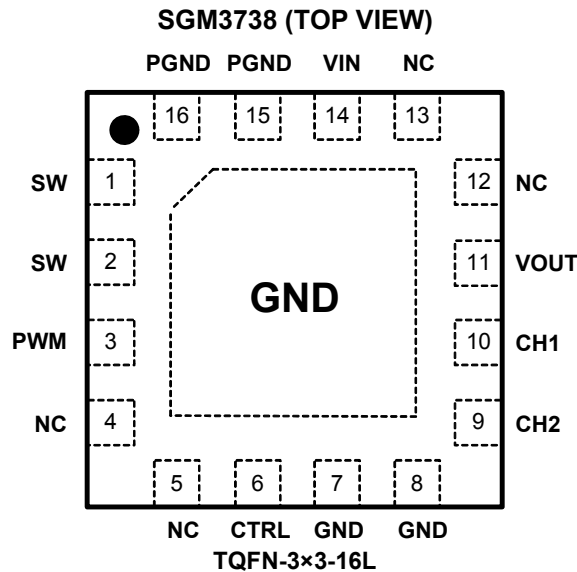 SGM3738 (TOP VIEW)
PGND PGND VIN NC
16 15 14 13
SW 1 12 NC
SW 2 11 VOUT
GND
PWM 3 10 CH1
NC 4 9 CH2
5 6 7 8
NC CTRL GND GND
TQFN-3×3-16L